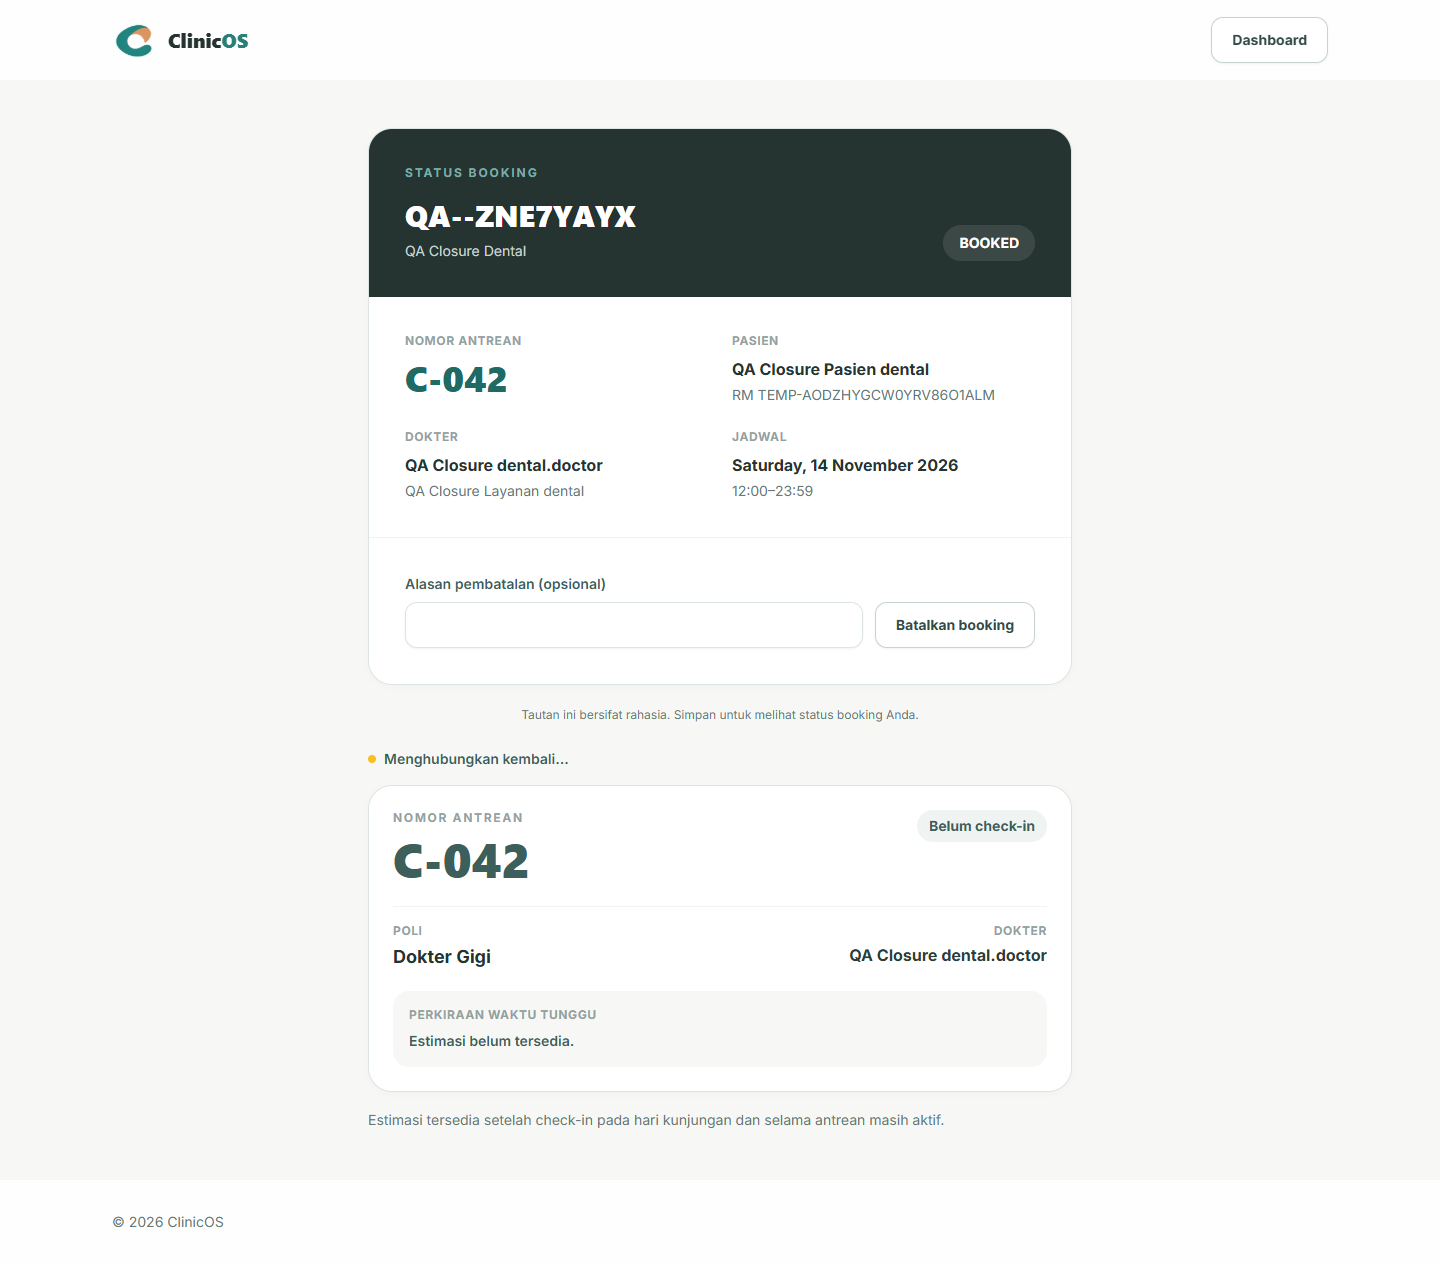 ClinicOS
Dashboard
STATUS BOOKING
QA--ZNE7YAYX
QA Closure Dental
BOOKED
NOMOR ANTREAN
C-042
PASIEN
QA Closure Pasien dental
RM TEMP-AODZHYGCW0YRV86O1ALM
DOKTER
QA Closure dental.doctor
QA Closure Layanan dental
JADWAL
Saturday, 14 November 2026
12:00–23:59
Alasan pembatalan (opsional)
Batalkan booking
Tautan ini bersifat rahasia. Simpan untuk melihat status booking Anda.
Menghubungkan kembali...
NOMOR ANTREAN
C-042
Belum check-in
POLI
Dokter Gigi
DOKTER
QA Closure dental.doctor
PERKIRAAN WAKTU TUNGGU
Estimasi belum tersedia.
Estimasi tersedia setelah check-in pada hari kunjungan dan selama antrean masih aktif.
© 2026 ClinicOS